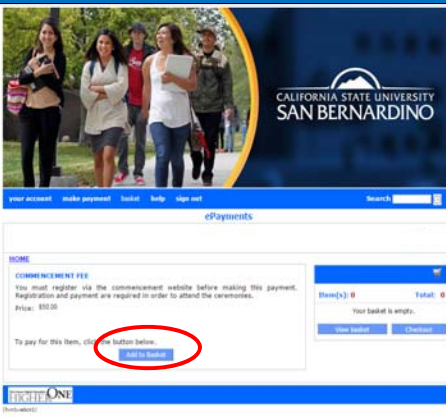 CALIFORNIA STATE UNIVERSITY
SAN BERNARDINO
your account make payment basket help sign out Search
ePayments
HOME
COMMENCEMENT FEE
You must register via the commencement website before making this payment.
Registration and payment are required in order to attend the ceremonies.
Price: $50.00
To pay for this item, click the button below.
Add to Basket
Item(s): 0 Total: 0
Your basket is empty.
View basket Checkout
HIGHER ONE